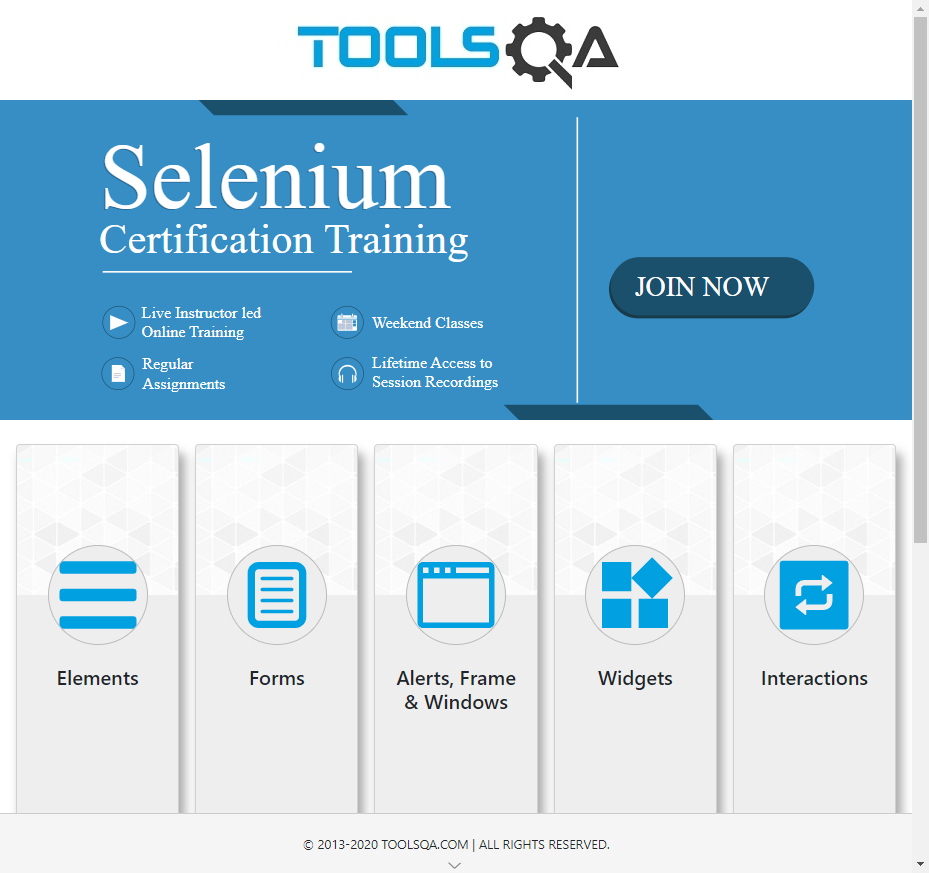 TOOLSQA
Selenium
Certification Training
JOIN NOW
Live Instructor led
Online Training
Weekend Classes
Regular
Assignments
Lifetime Access to
Session Recordings
Elements
Forms
Alerts, Frame
& Windows
Widgets
Interactions
© 2013-2020 TOOLSQA.COM | ALL RIGHTS RESERVED.